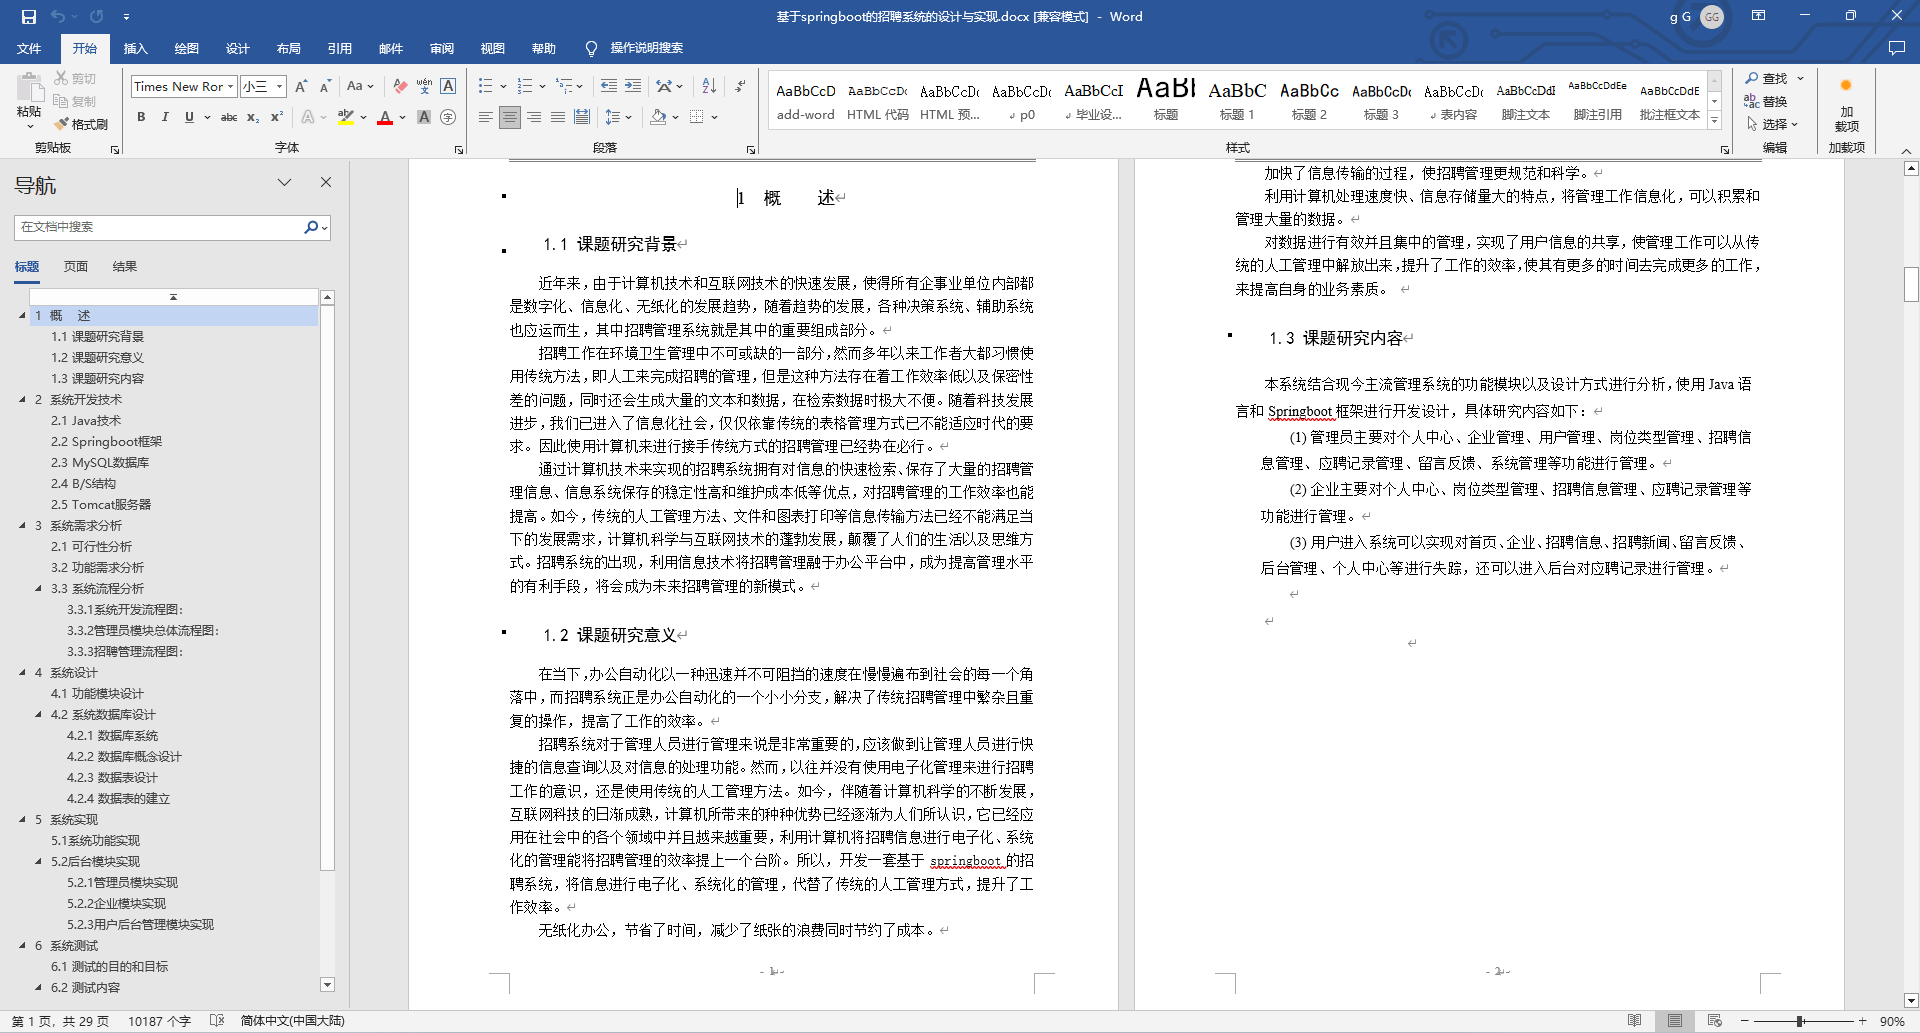 基于springboot的招聘系统的设计与实现.docx [兼容模式] - Word
g G
GG
文件 开始 插入 绘图 设计 布局 引用 邮件 审阅 视图 帮助 操作说明搜索
粘贴
剪切
复制
格式刷
剪贴板
Times New Ror 小三
字体
段落
AaBbCcD add-word
AaBbCcDc HTML 代码
AaBbCcDc HTML 预...
AaBbCcDc p0
AaBbCcI 毕业设...
AaBl 标题
AaBbC 标题 1
AaBbCc 标题 2
AaBbCcDc 标题 3
AaBbCcDc 表内容
AaBbCcDdI 脚注文本
AaBbCcDdEe 脚注引用
AaBbCcDdE 批注框文本
样式
查找
替换
选择
编辑
加载项
加载项
导航
在文档中搜索
标题 页面 结果
1 概 述
1.1 课题研究背景
1.2 课题研究意义
1.3 课题研究内容
2 系统开发技术
2.1 Java技术
2.2 Springboot框架
2.3 MySQL数据库
2.4 B/S结构
2.5 Tomcat服务器
3 系统需求分析
2.1 可行性分析
3.2 功能需求分析
3.3 系统流程分析
3.3.1系统开发流程图:
3.3.2管理员模块总体流程图:
3.3.3招聘管理流程图:
4 系统设计
4.1 功能模块设计
4.2 系统数据库设计
4.2.1 数据库系统
4.2.2 数据库概念设计
4.2.3 数据表设计
4.2.4 数据表的建立
5 系统实现
5.1系统功能实现
5.2后台模块实现
5.2.1管理员模块实现
5.2.2企业模块实现
5.2.3用户后台管理模块实现
6 系统测试
6.1 测试的目的和目标
6.2 测试内容
1 概 述
1.1 课题研究背景
近年来，由于计算机技术和互联网技术的快速发展，使得所有企事业单位内部都
是数字化、信息化、无纸化的发展趋势，随着趋势的发展，各种决策系统、辅助系统
也应运而生，其中招聘管理系统就是其中的重要组成部分。
招聘工作在环境卫生管理中不可或缺的一部分，然而多年以来工作者大都习惯使
用传统方法，即人工来完成招聘的管理，但是这种方法存在着工作效率低以及保密性
差的问题，同时还会生成大量的文本和数据，在检索数据时极大不便。随着科技发展
进步，我们已进入了信息化社会，仅仅依靠传统的表格管理方式已不能适应时代的要
求。因此使用计算机来进行接手传统方式的招聘管理已经势在必行。
通过计算机技术来实现的招聘系统拥有对信息的快速检索、保存了大量的招聘管
理信息、信息系统保存的稳定性高和维护成本低等优点，对招聘管理的工作效率也能
提高。如今，传统的人工管理方法、文件和图表打印等信息传输方法已经不能满足当
下的发展需求，计算机科学与互联网技术的蓬勃发展，颠覆了人们的生活以及思维方
式。招聘系统的出现，利用信息技术将招聘管理融于办公平台中，成为提高管理水平
的有利手段，将会成为未来招聘管理的新模式。
1.2 课题研究意义
在当下，办公自动化以一种迅速并不可阻挡的速度在慢慢遍布到社会的每一个角
落中，而招聘系统正是办公自动化的一个小小分支，解决了传统招聘管理中繁杂且重
复的操作，提高了工作的效率。
招聘系统对于管理人员进行管理来说是非常重要的，应该做到让管理人员进行快
捷的信息查询以及对信息的处理功能。然而，以往并没有使用电子化管理来进行招聘
工作的意识，还是使用传统的人工管理方法。如今，伴随着计算机科学的不断发展，
互联网科技的日渐成熟，计算机所带来的种种优势已经逐渐为人们所认识，它已经应
用在社会中的各个领域中并且越来越重要，利用计算机将招聘信息进行电子化、系统
化的管理能将招聘管理的效率提上一个台阶。所以，开发一套基于 springboot 的招
聘系统，将信息进行电子化、系统化的管理，代替了传统的人工管理方式，提升了工
作效率。
无纸化办公，节省了时间，减少了纸张的浪费同时节约了成本。
- 1 -
加快了信息传输的过程，使招聘管理更规范和科学。
利用计算机处理速度快、信息存储量大的特点，将管理工作信息化，可以积累和
管理大量的数据。
对数据进行有效并且集中的管理，实现了用户信息的共享，使管理工作可以从传
统的人工管理中解放出来，提升了工作的效率，使其有更多的时间去完成更多的工作，
来提高自身的业务素质。
1.3 课题研究内容
本系统结合现今主流管理系统的功能模块以及设计方式进行分析，使用 Java 语
言和 Springboot 框架进行开发设计，具体研究内容如下：
(1) 管理员主要对个人中心、企业管理、用户管理、岗位类型管理、招聘信
息管理、应聘记录管理、留言反馈、系统管理等功能进行管理。
(2) 企业主要对个人中心、岗位类型管理、招聘信息管理、应聘记录管理等
功能进行管理。
(3) 用户进入系统可以实现对首页、企业、招聘信息、招聘新闻、留言反馈、
后台管理、个人中心等进行失踪，还可以进入后台对应聘记录进行管理。
- 2 -
第 1 页，共 29 页 10187 个字 简体中文(中国大陆) 90%